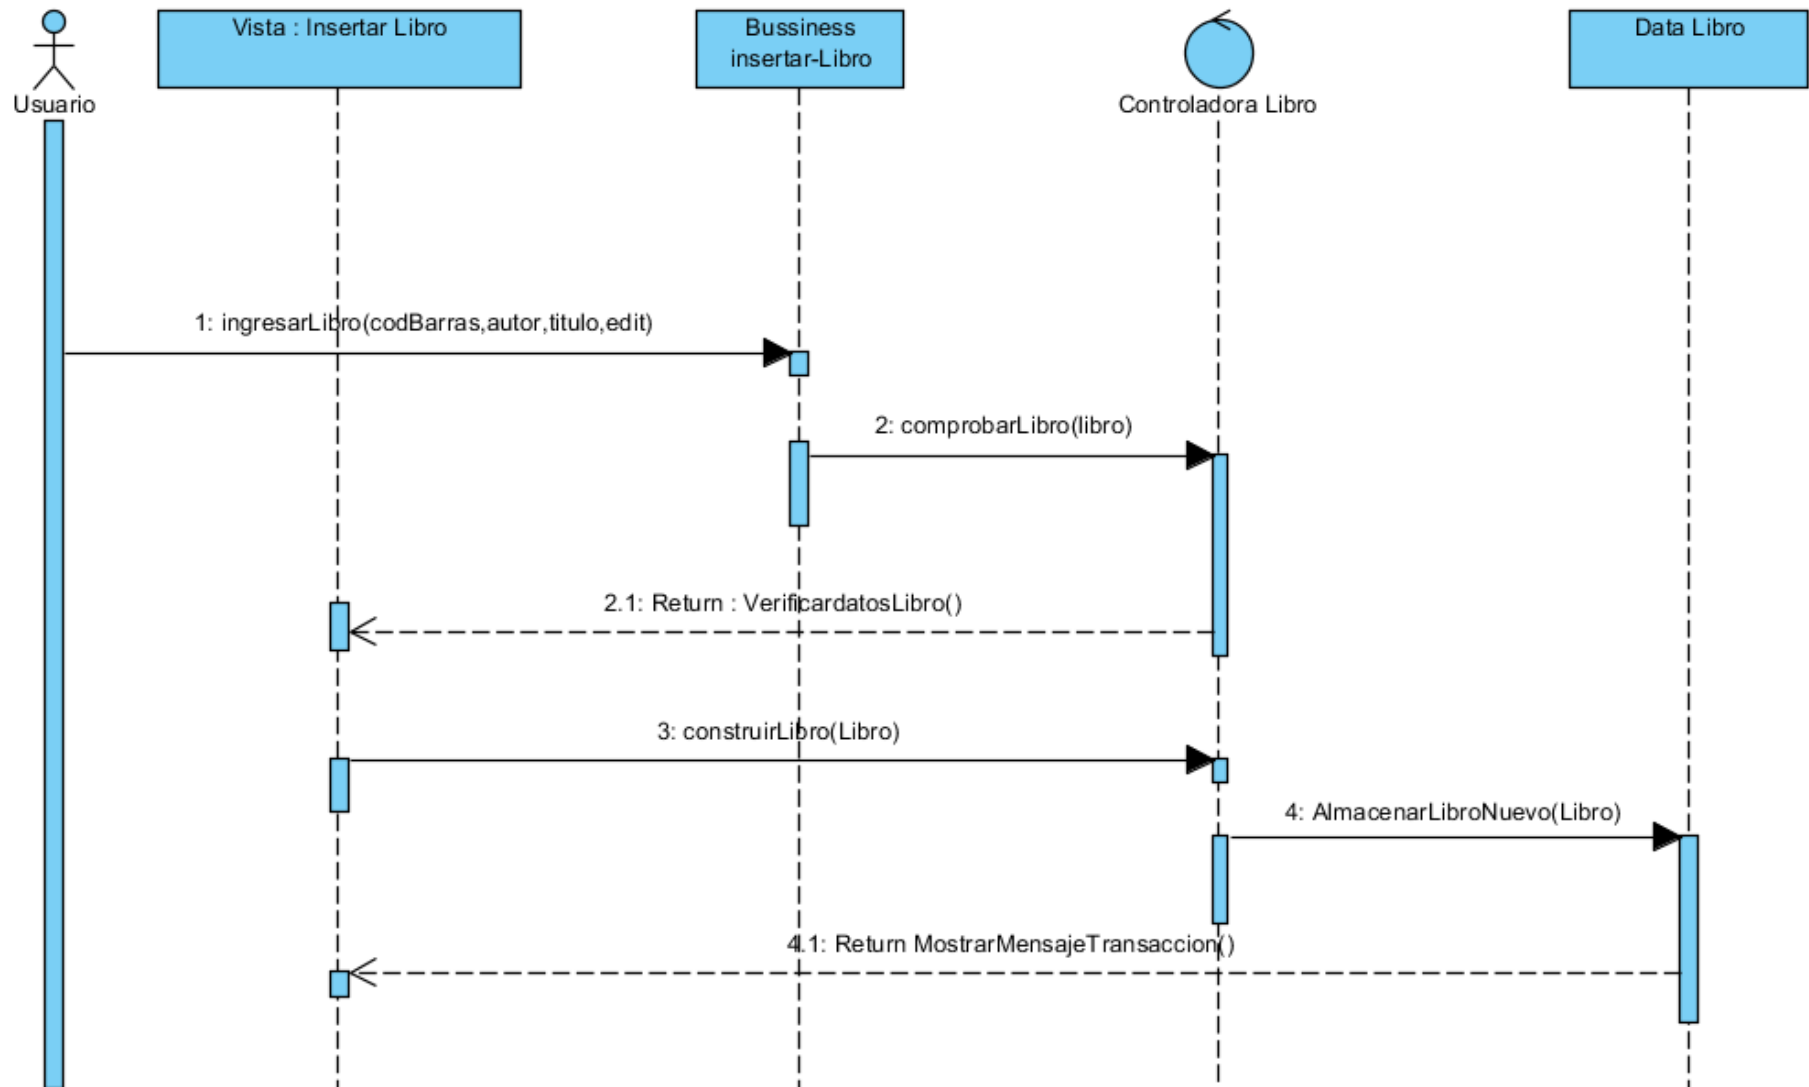 Vista : Insertar Libro
Bussiness
insertar-Libro
Data Libro
Usuario
Controladora Libro
1: ingresarLibro(codBarras,autor,titulo,edit)
2: comprobarLibro(libro)
2.1: Return : VerificardatosLibro()
3: construirLibro(Libro)
4: AlmacenarLibroNuevo(Libro)
4.1: Return MostrarMensajeTransaccion()